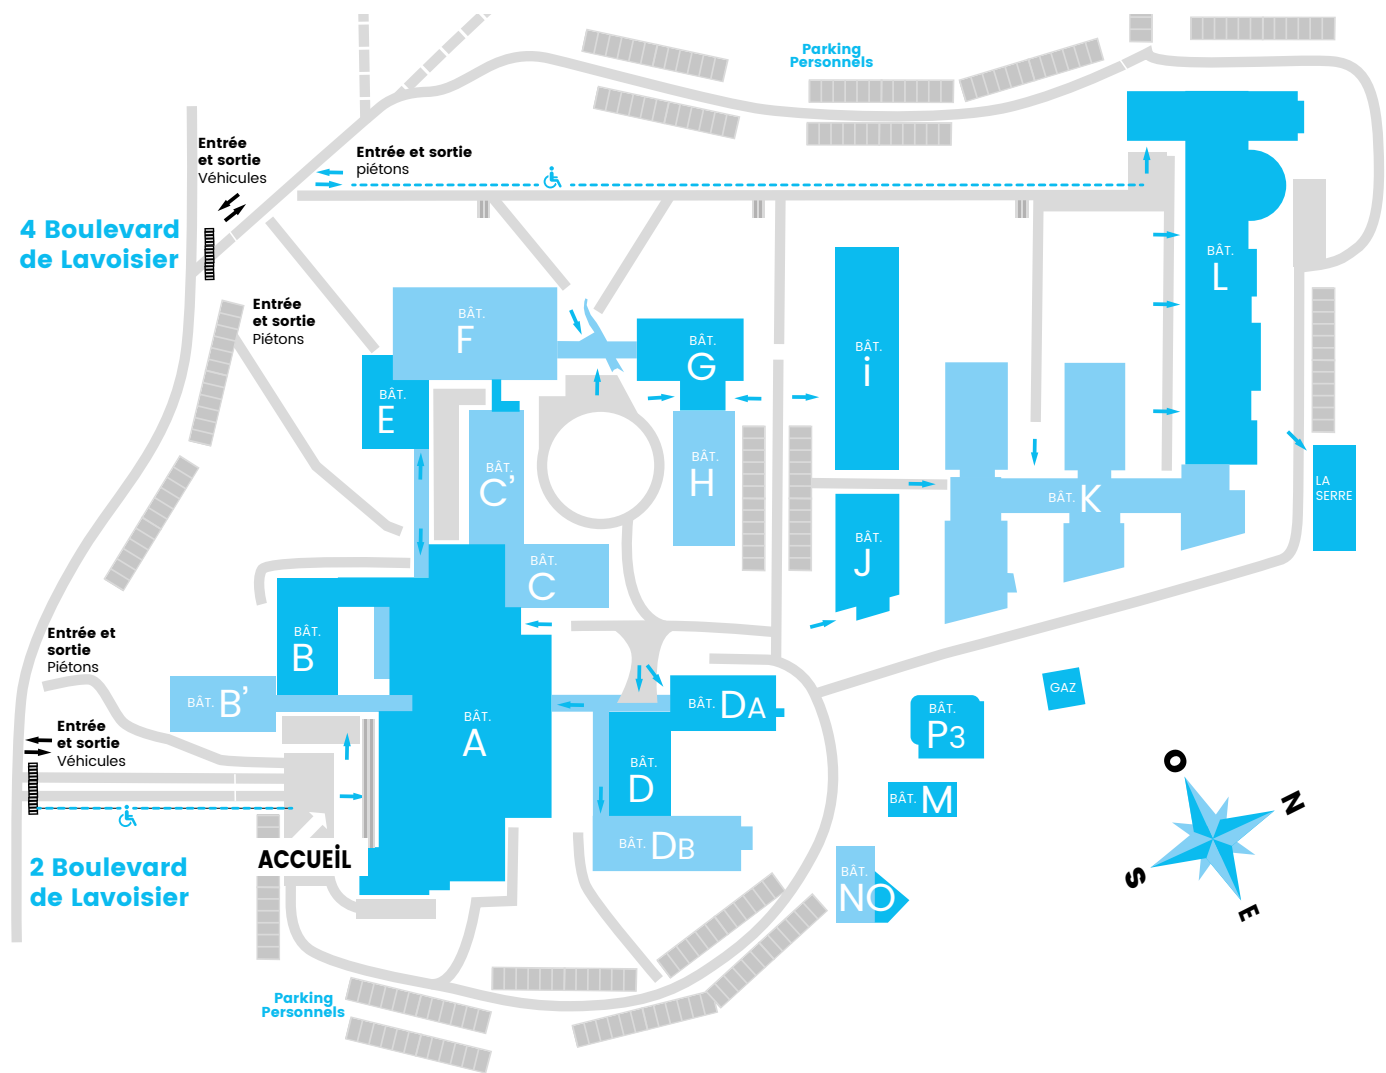 Parking
Personnels
Entrée
et sortie
Véhicules
Entrée et sortie
piétons
4 Boulevard
de Lavoisier
Entrée
et sortie
Piétons
BÂT.
F
BÂT.
E
BÂT.
G
BÂT.
i
BÂT.
L
BÂT.
C’
BÂT.
H
BÂT. K
LA
SERRE
BÂT.
J
BÂT.
C
Entrée et
sortie
Piétons
BÂT.
B
BÂT. B’
BÂT.
A
BÂT. DA
BÂT.
D
BÂT. DB
GAZ
BÂT.
P3
BÂT. M
BÂT.
NO
Entrée
et sortie
Véhicules
2 Boulevard
de Lavoisier
ACCUEiL
Parking
Personnels
O
N
S
E